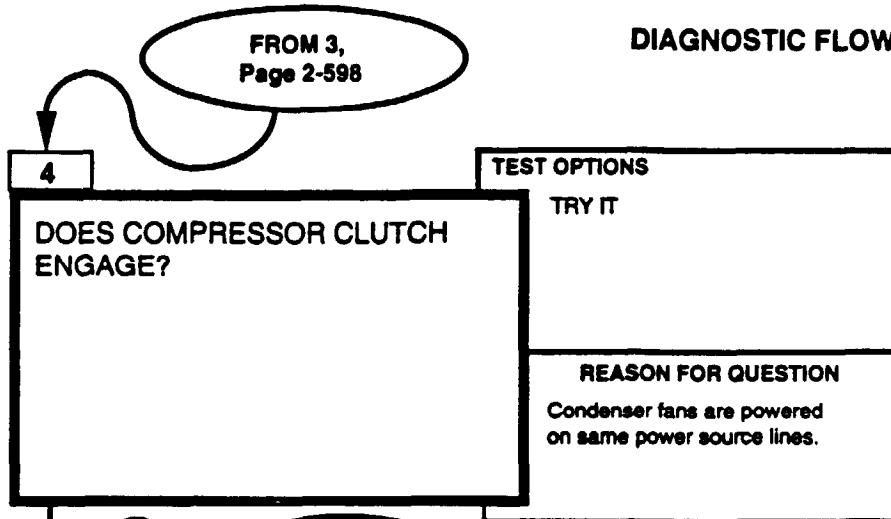 FROM 3,
Page 2-598
DIAGNOSTIC FLOW
4
DOES COMPRESSOR CLUTCH
ENGAGE?
TEST OPTIONS
TRY IT
REASON FOR QUESTION
Condenser fans are powered
on same power source lines.